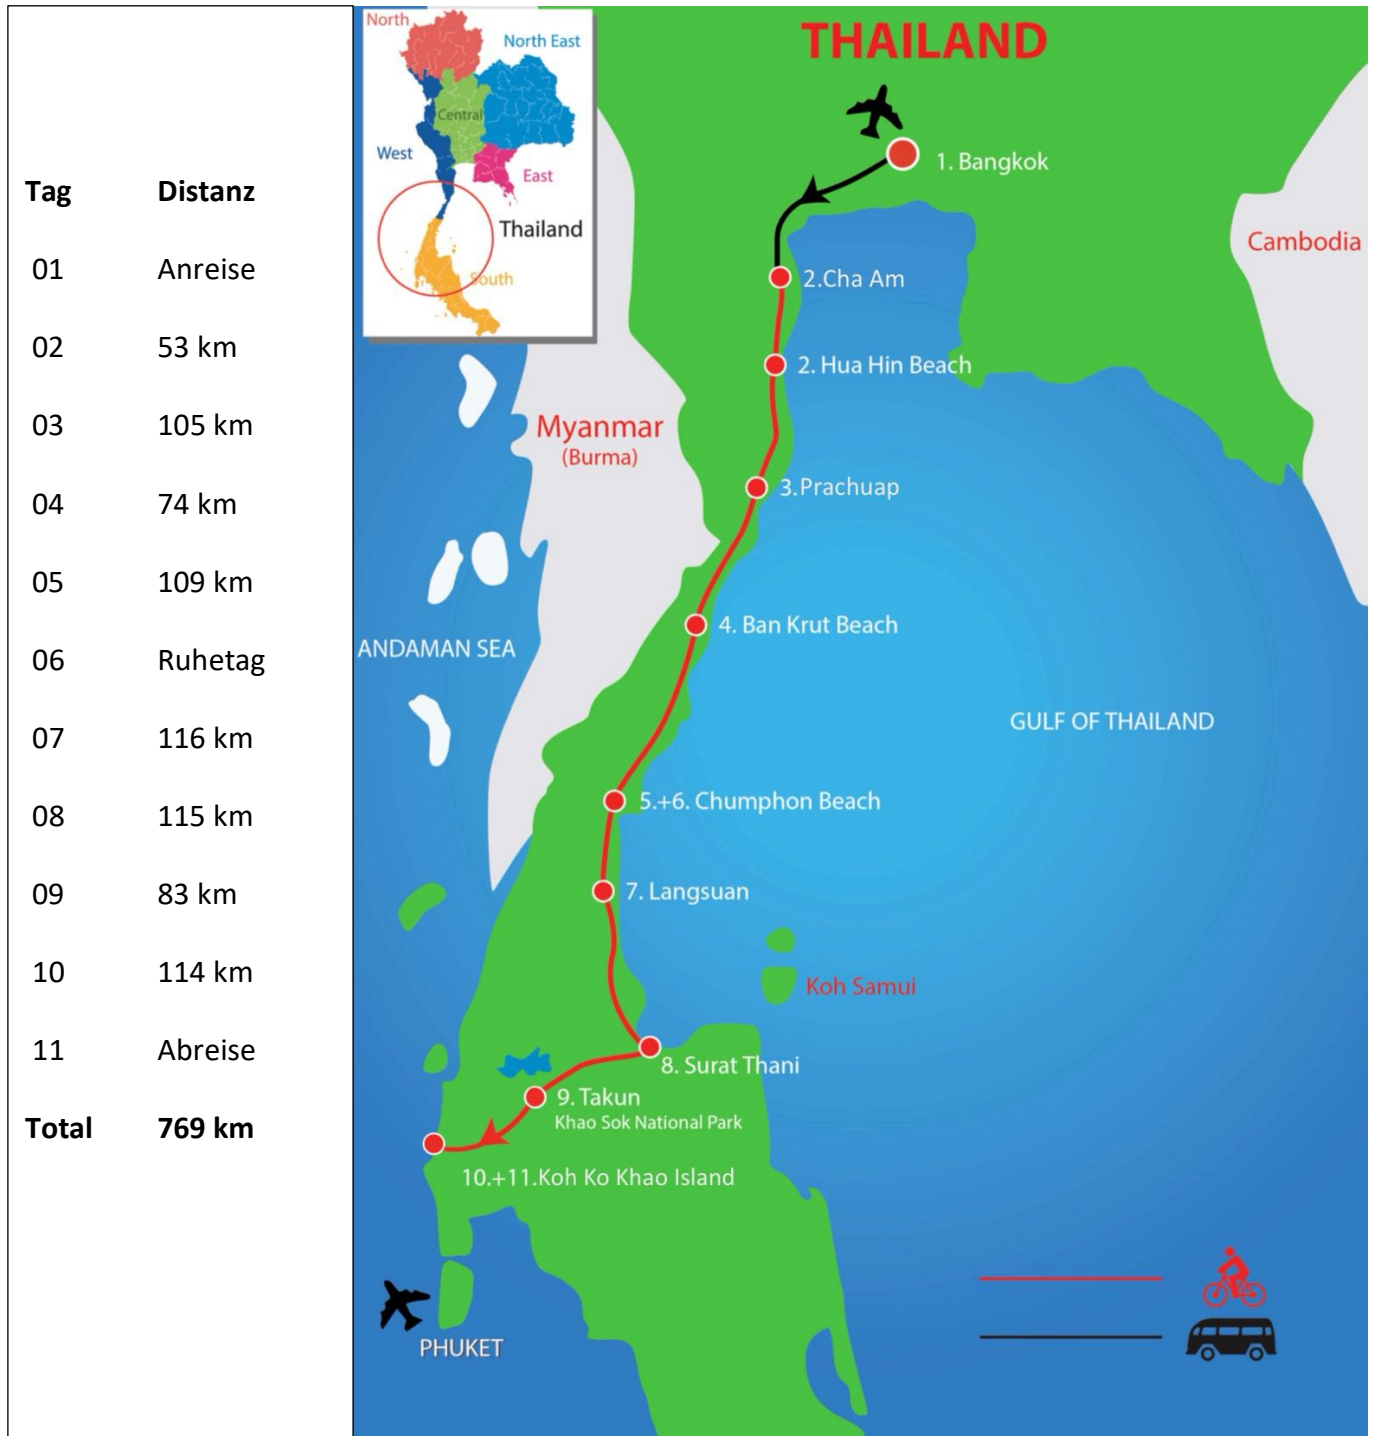 Tag Distanz
01 Anreise
02 53 km
03 105 km
04 74 km
05 109 km
06 Ruhetag
07 116 km
08 115 km
09 83 km
10 114 km
11 Abreise
Total 769 km
North
North East
Central
West
East
Thailand
South
THAILAND
1. Bangkok
Cambodia
2.Cha Am
2. Hua Hin Beach
Myanmar
(Burma)
3.Prachuap
4. Ban Krut Beach
ANDAMAN SEA
GULF OF THAILAND
5.+6. Chumphon Beach
7. Langsuan
Koh Samui
8. Surat Thani
9. Takun
Khao Sok National Park
10.+11.Koh Ko Khao Island
PHUKET